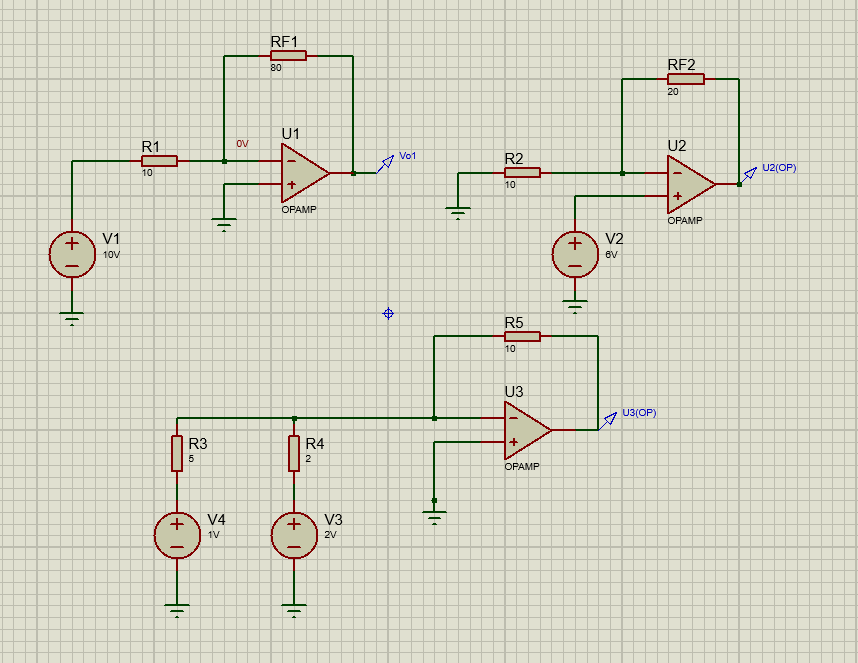 RF1
80
R1
10
0V
U1
OPAMP
Vo1
V1
10V
RF2
20
R2
10
U2
OPAMP
U2(OP)
V2
6V
R5
10
U3
OPAMP
U3(OP)
R3
5
R4
2
V4
1V
V3
2V